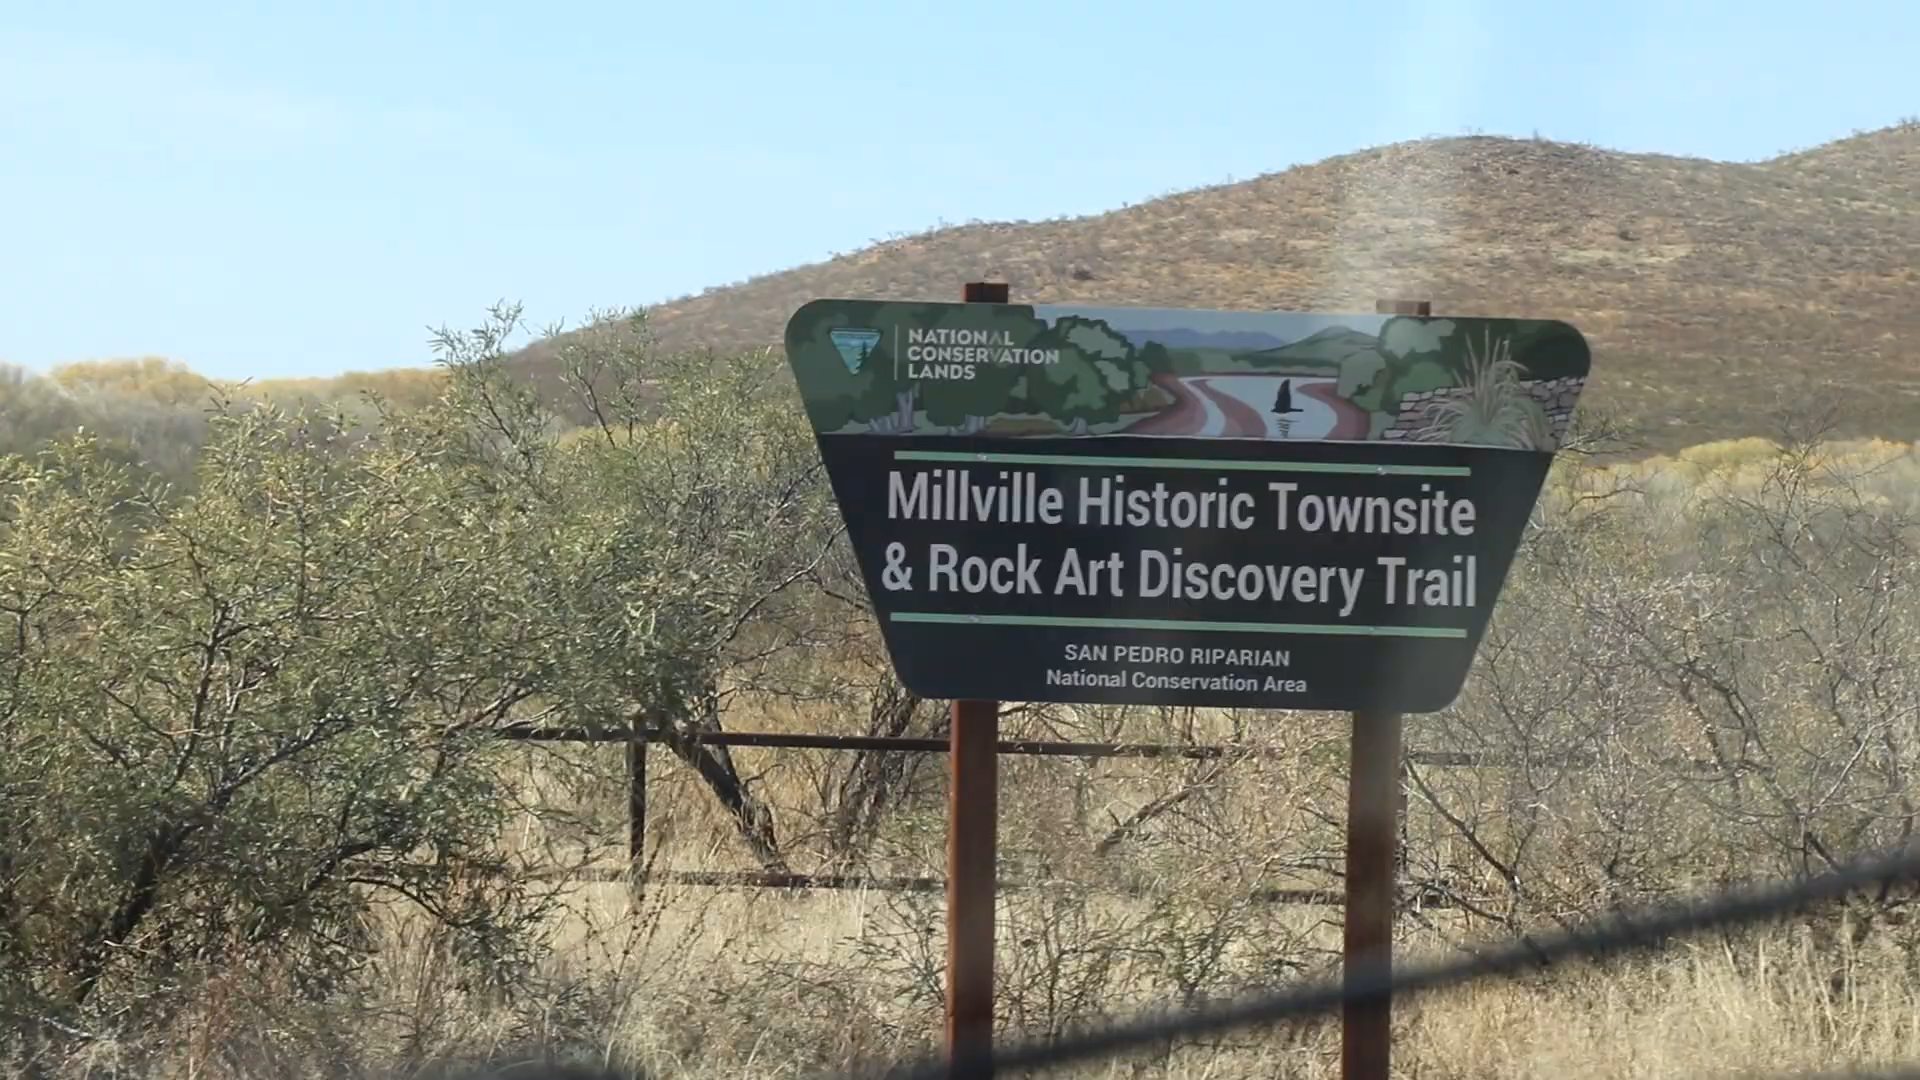 NATIONAL
CONSERVATION
LANDS
Millville Historic Townsite
& Rock Art Discovery Trail
SAN PEDRO RIPARIAN
National Conservation Area